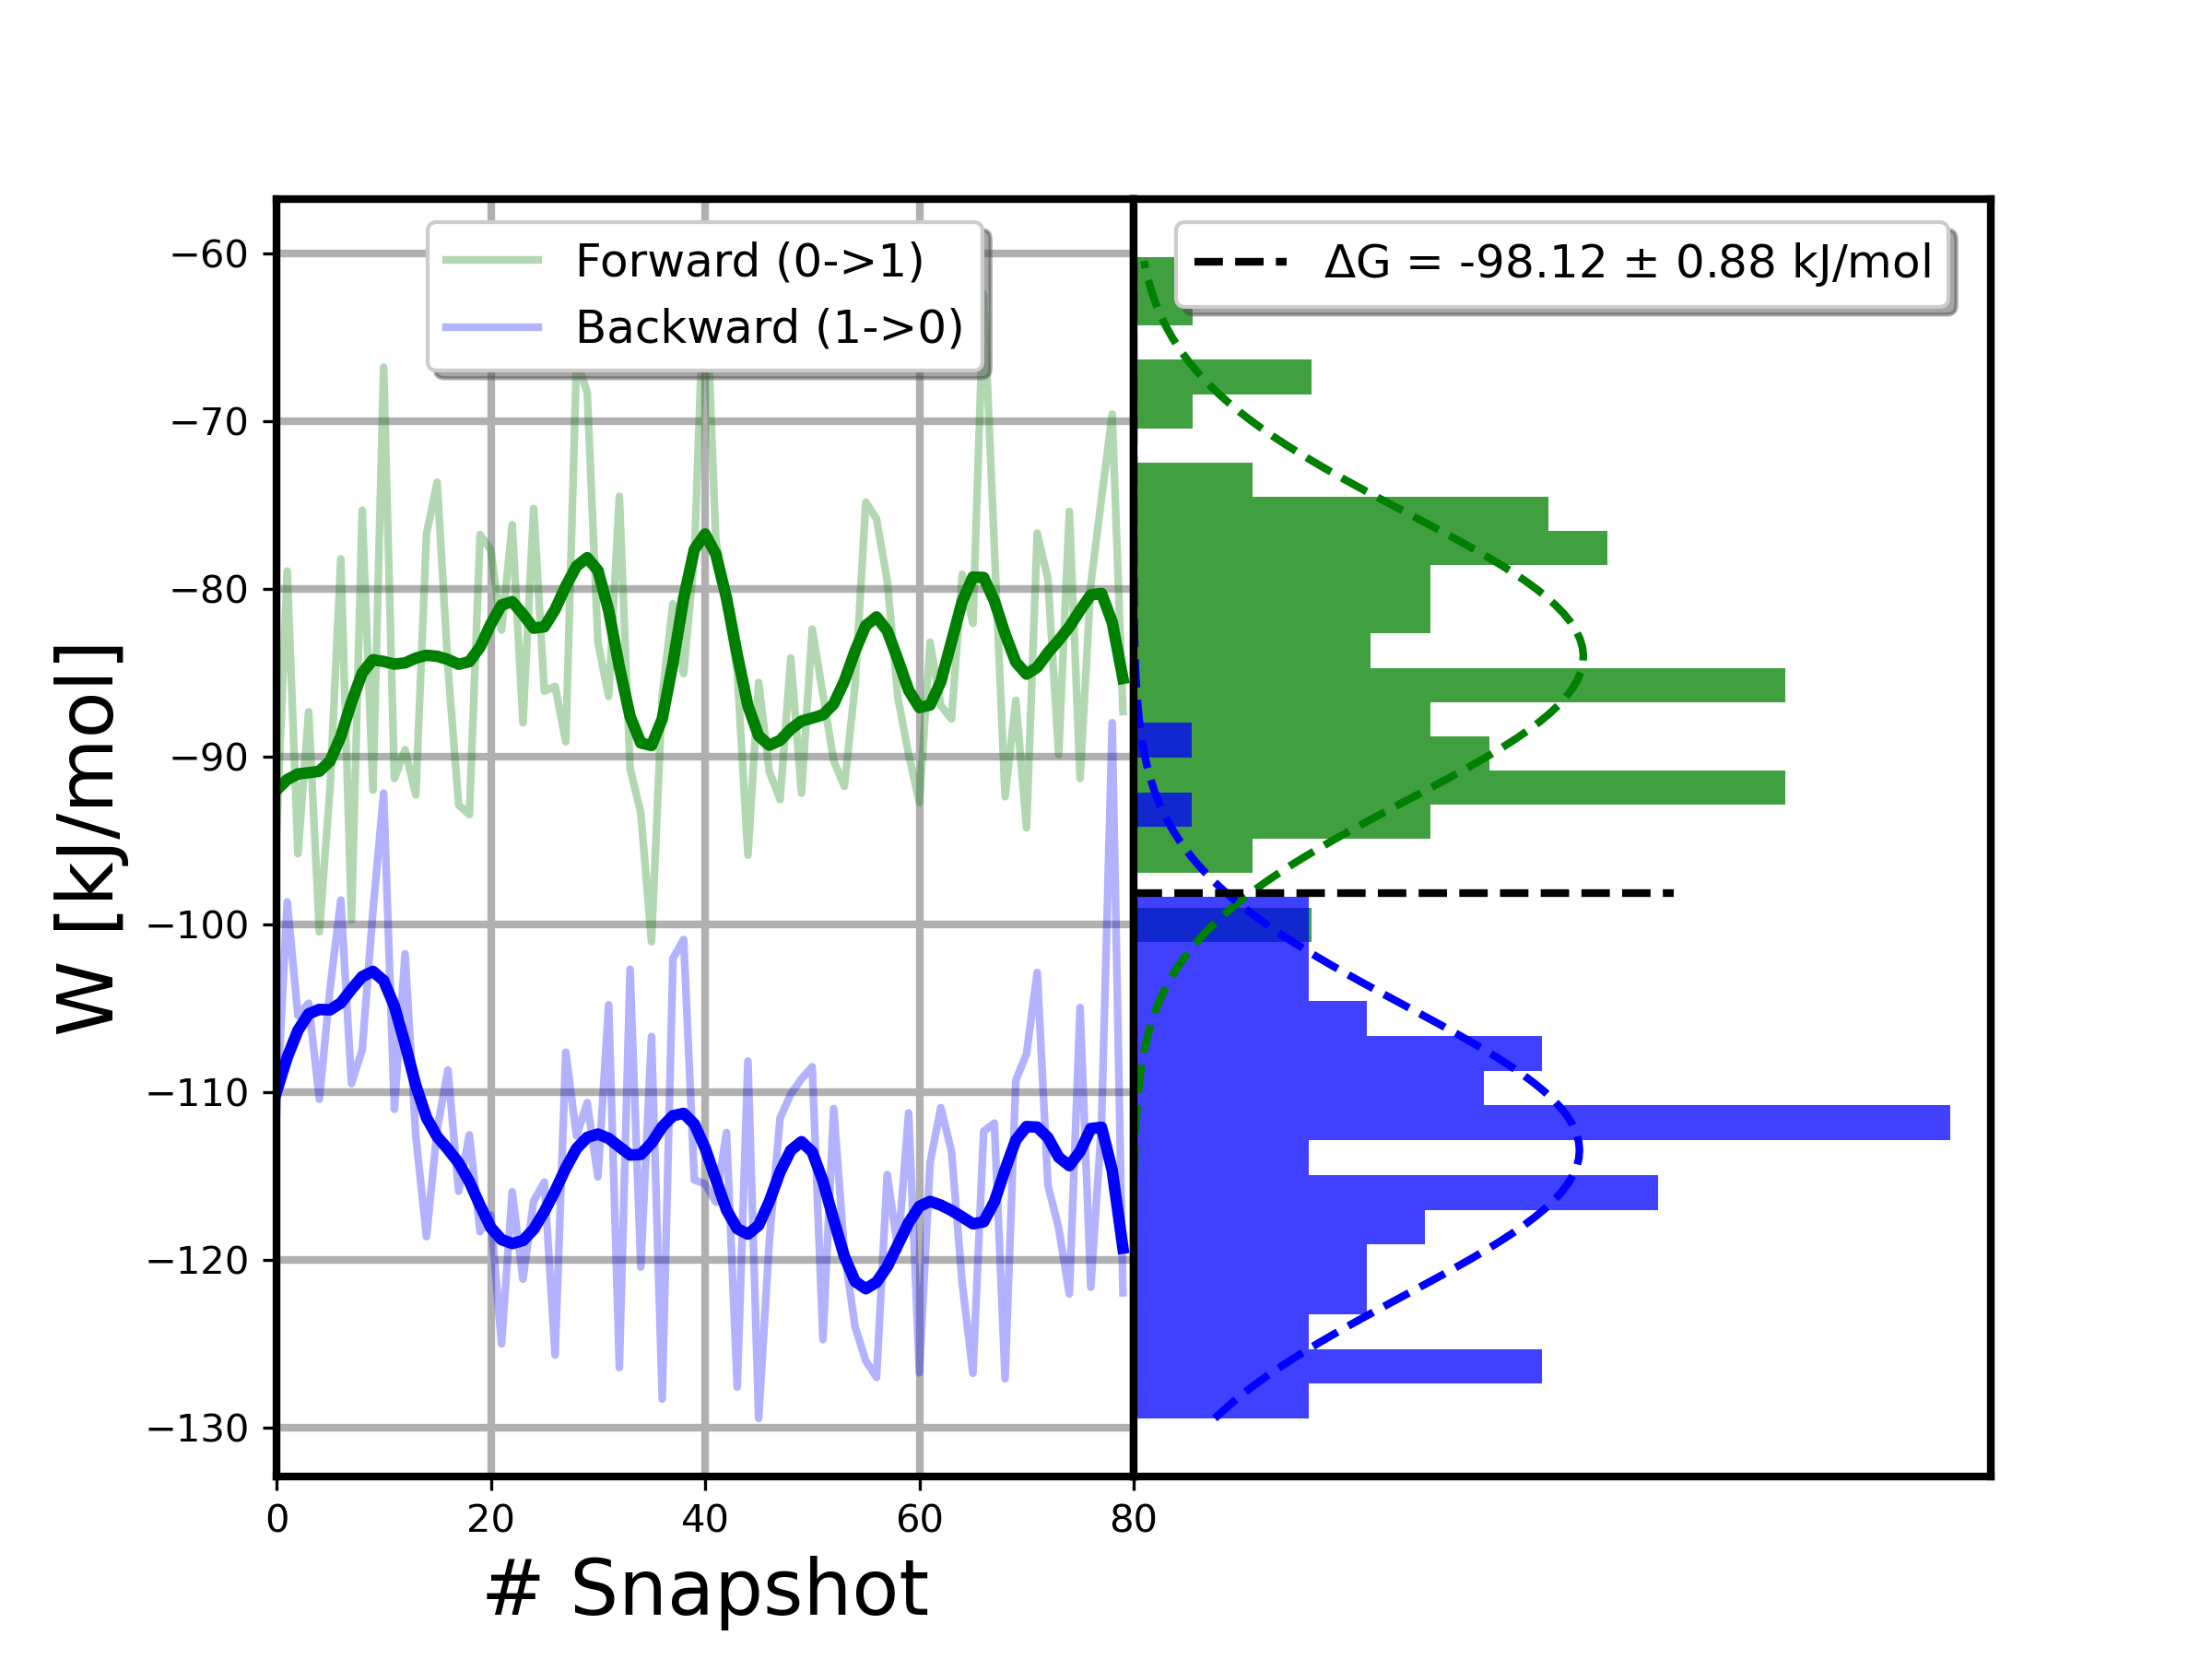 Forward (0->1)
Backward (1->0)
ΔG = -98.12 ± 0.88 kJ/mol
−60
−70
−80
−90
−100
−110
−120
−130
W [kJ/mol]
0 20 40 60 80
# Snapshot